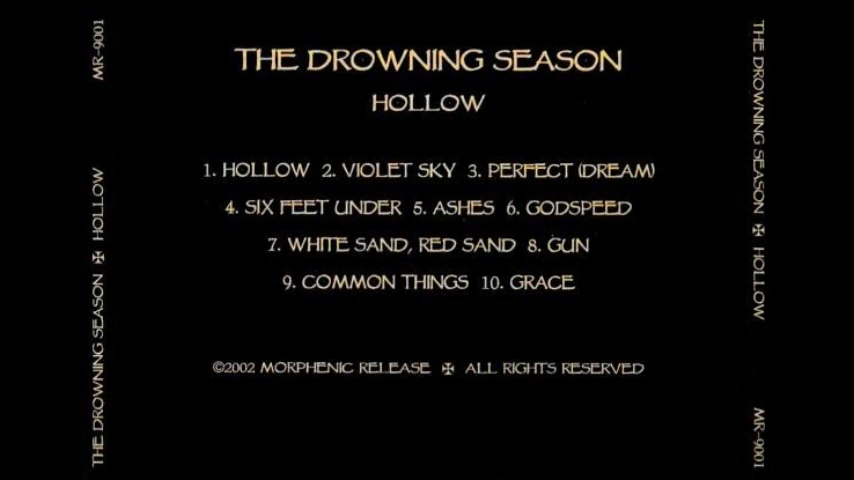 THE DROWNING SEASON
HOLLOW
1. HOLLOW 2. VIOLET SKY 3. PERFECT (DREAM)
4. SIX FEET UNDER 5. ASHES 6. GODSPEED
7. WHITE SAND, RED SAND 8. GUN
9. COMMON THINGS 10. GRACE
©2002 MORPHENIC RELEASE ✠ ALL RIGHTS RESERVED
THE DROWNING SEASON ✠ HOLLOW MR-9001
THE DROWNING SEASON ✠ HOLLOW MR-9001